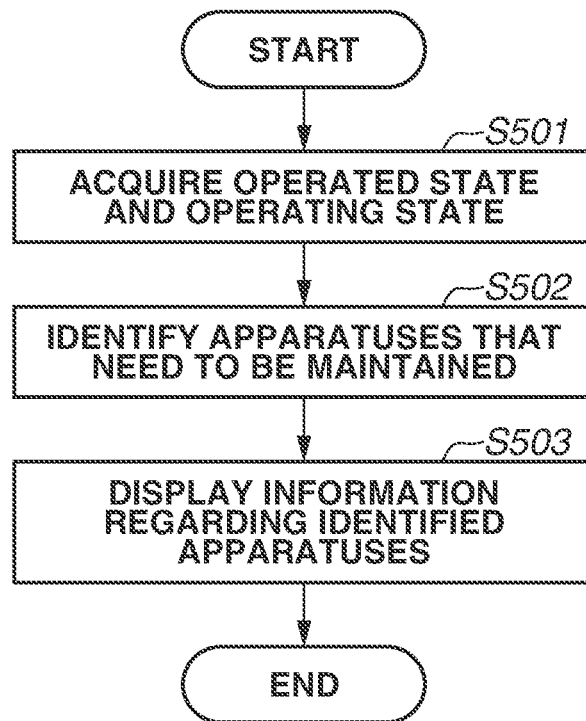 START
S501
ACQUIRE OPERATED STATE
AND OPERATING STATE
S502
IDENTIFY APPARATUSES THAT
NEED TO BE MAINTAINED
S503
DISPLAY INFORMATION
REGARDING IDENTIFIED
APPARATUSES
END